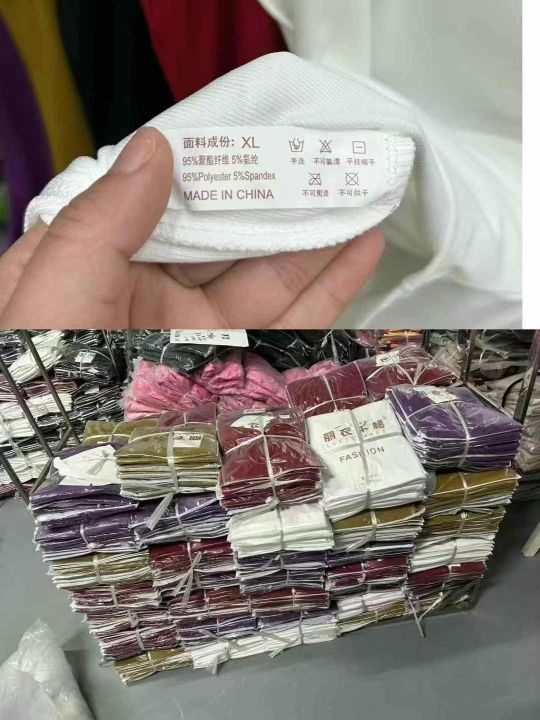 面料成份: XL
95%聚酯纤维 5%氨纶
95%Polyester 5%Spandex
MADE IN CHINA
手洗 不可氯漂 平挂晾干
不可熨烫 不可烘干
FASHION